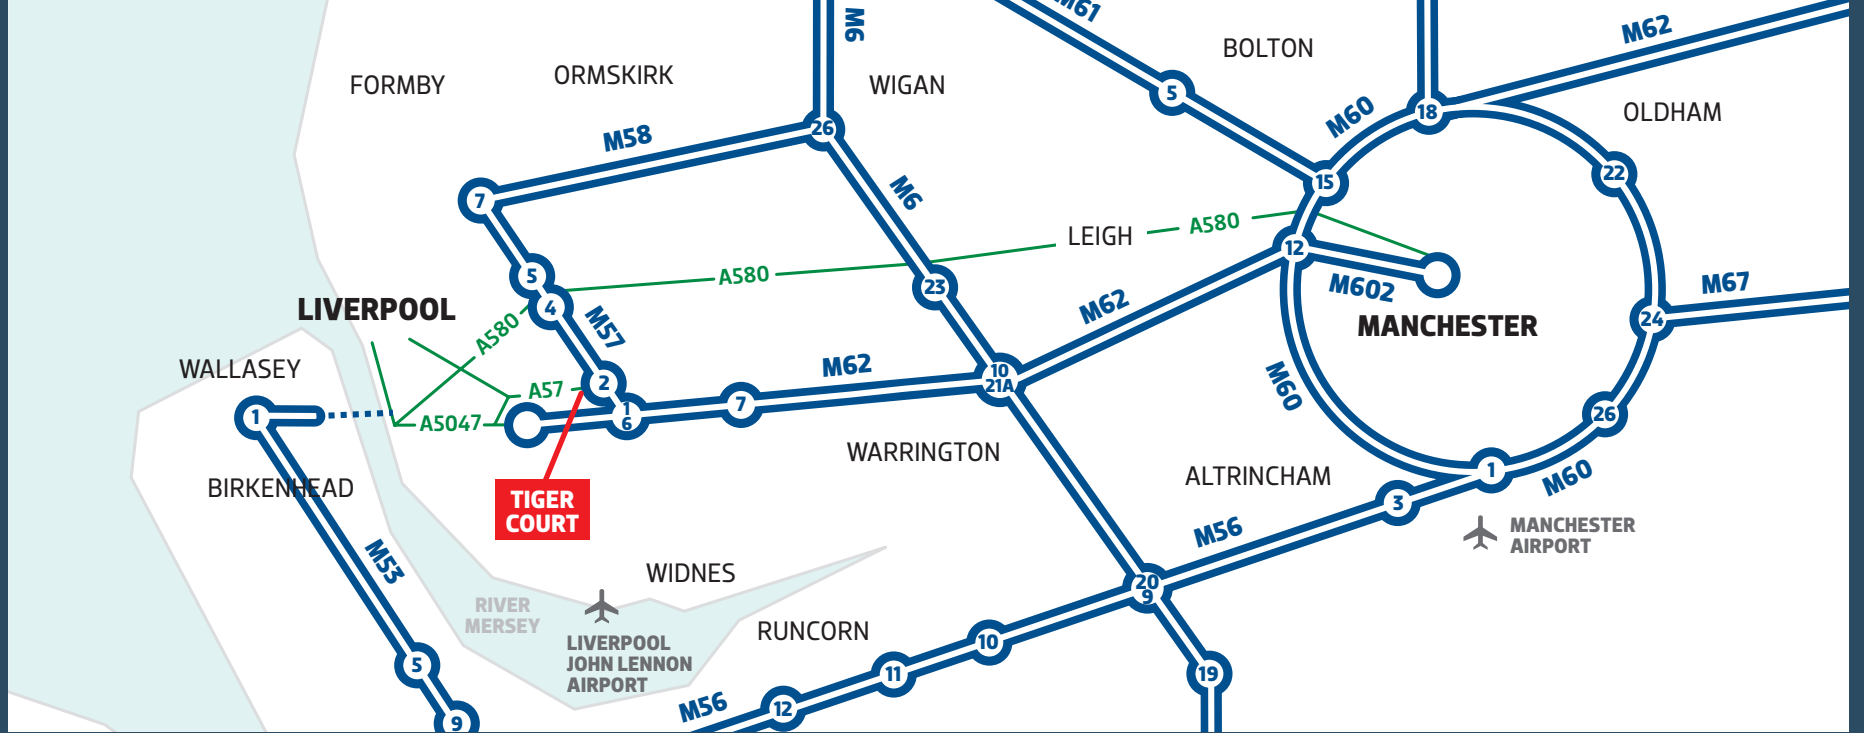 M6
M61
BOLTON
M62
FORMBY
ORMSKIRK
WIGAN
5
M60
18
OLDHAM
M58
26
7
15
22
M6
LEIGH
A580
12
5
A580
23
M602
M67
LIVERPOOL
4
M57
A580
M62
MANCHESTER
24
WALLASEY
M62
10
21A
2
A57
7
M60
1
A5047
1
6
26
WARRINGTON
BIRKENHEAD
TIGER
COURT
ALTRINCHAM
1
M60
3
M56
MANCHESTER
AIRPORT
M53
WIDNES
20
9
RIVER
MERSEY
RUNCORN
10
LIVERPOOL
JOHN LENNON
AIRPORT
5
11
19
M56
12
9